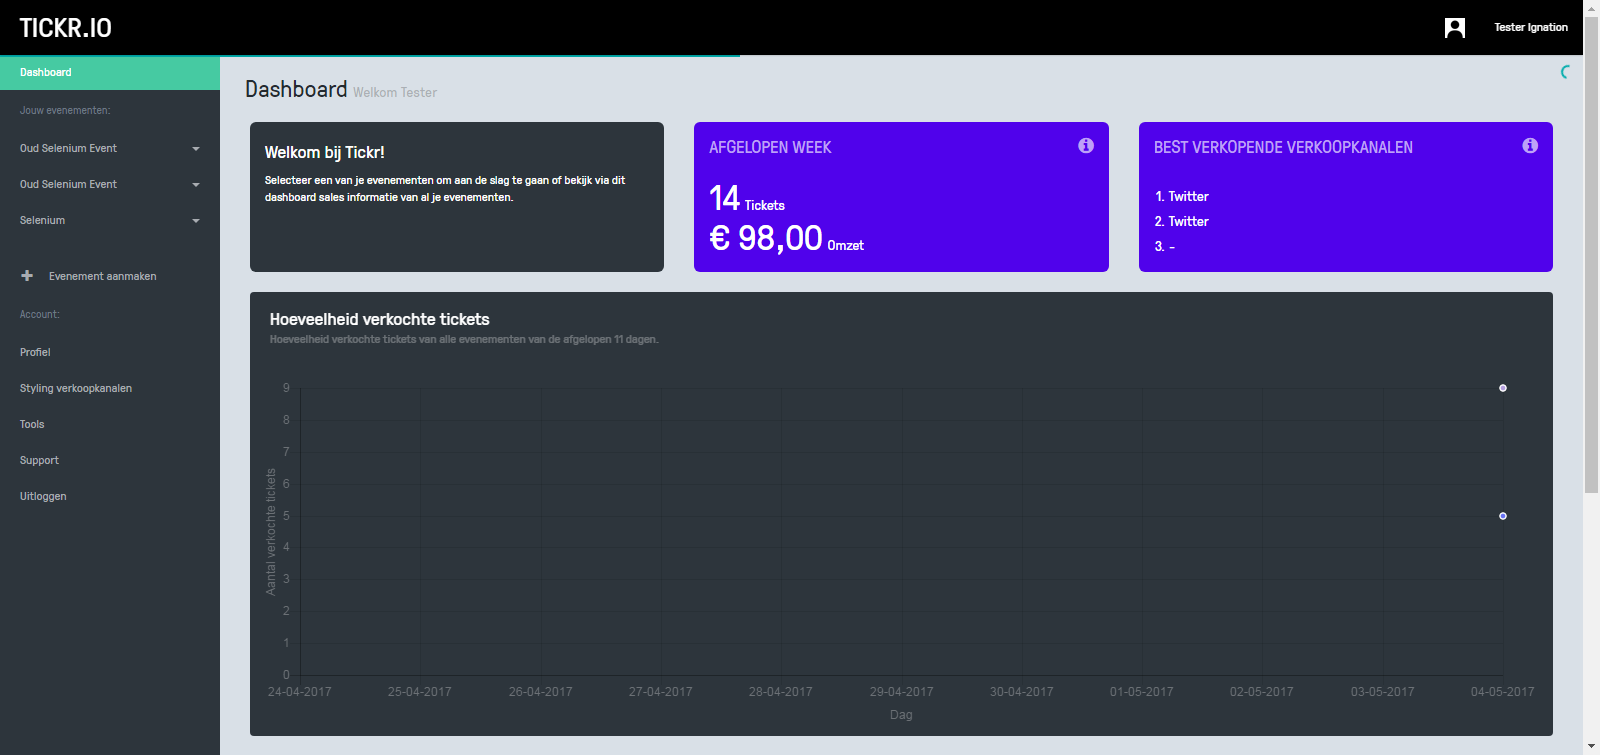 TICKR.IO
Tester Ignation
Dashboard
Jouw evenementen:
Oud Selenium Event
Oud Selenium Event
Selenium
Evenement aanmaken
Account:
Profiel
Styling verkoopkanalen
Tools
Support
Uitloggen
Dashboard Welkom Tester
Welkom bij Tickr!
Selecteer een van je evenementen om aan de slag te gaan of bekijk via dit
dashboard sales informatie van al je evenementen.
AFGELOPEN WEEK
14 Tickets
€ 98,00 Omzet
BEST VERKOPENDE VERKOOPKANALEN
1. Twitter
2. Twitter
3. -
Hoeveelheid verkochte tickets
Hoeveelheid verkochte tickets van alle evenementen van de afgelopen 11 dagen.
Aantal verkochte tickets
9
8
7
6
5
4
3
2
1
0
24-04-2017 25-04-2017 26-04-2017 27-04-2017 28-04-2017 29-04-2017 30-04-2017 01-05-2017 02-05-2017 03-05-2017 04-05-2017
Dag